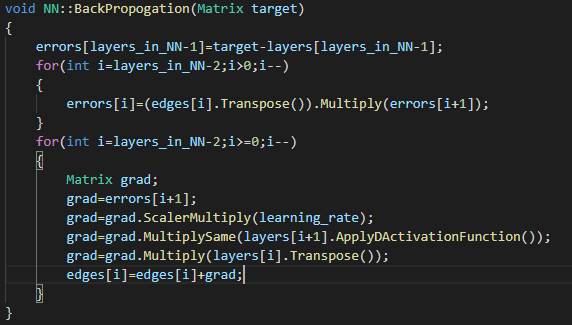 void NN::BackPropogation(Matrix target)
{
    errors[layers_in_NN-1]=target-layers[layers_in_NN-1];
    for(int i=layers_in_NN-2;i>0;i--)
    {
        errors[i]=(edges[i].Transpose()).Multiply(errors[i+1]);
    }
    for(int i=layers_in_NN-2;i>=0;i--)
    {
        Matrix grad;
        grad=errors[i+1];
        grad=grad.ScalerMultiply(learning_rate);
        grad=grad.MultiplySame(layers[i+1].ApplyDActivationFunction());
        grad=grad.Multiply(layers[i].Transpose());
        edges[i]=edges[i]+grad;
    }
}